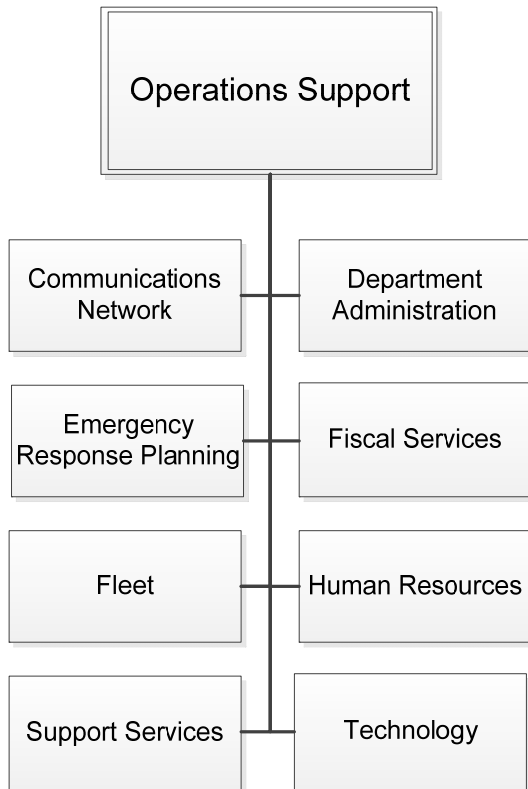 Operations Support
Communications
Network
Department
Administration
Emergency
Response Planning
Fiscal Services
Fleet
Human Resources
Support Services
Technology